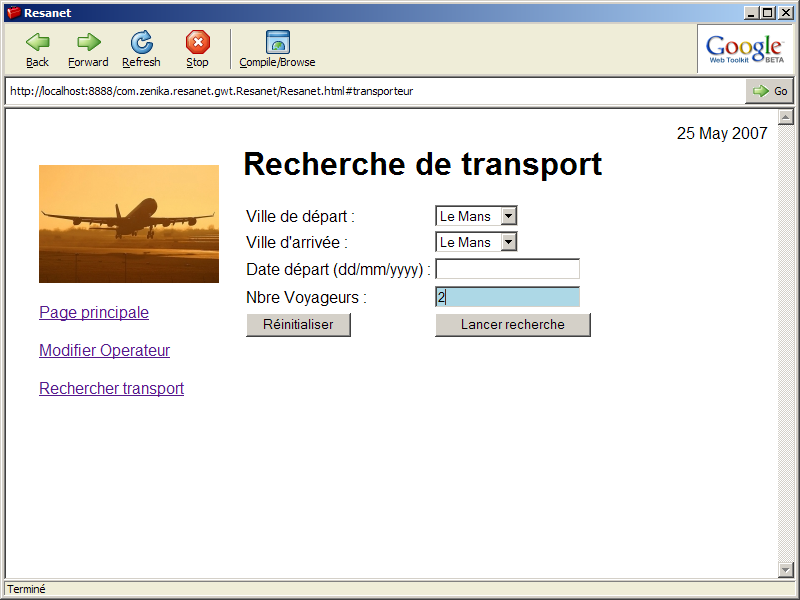 Resanet
Back Forward Refresh Stop Compile/Browse
Google
Web Toolkit BETA
http://localhost:8888/com.zenika.resanet.gwt.Resanet/Resanet.html#transporteur Go
25 May 2007
Recherche de transport
Ville de départ : Le Mans
Ville d'arrivée : Le Mans
Date départ (dd/mm/yyyy) :
Nbre Voyageurs : 2
Réinitialiser Lancer recherche
Page principale
Modifier Operateur
Rechercher transport
Terminé